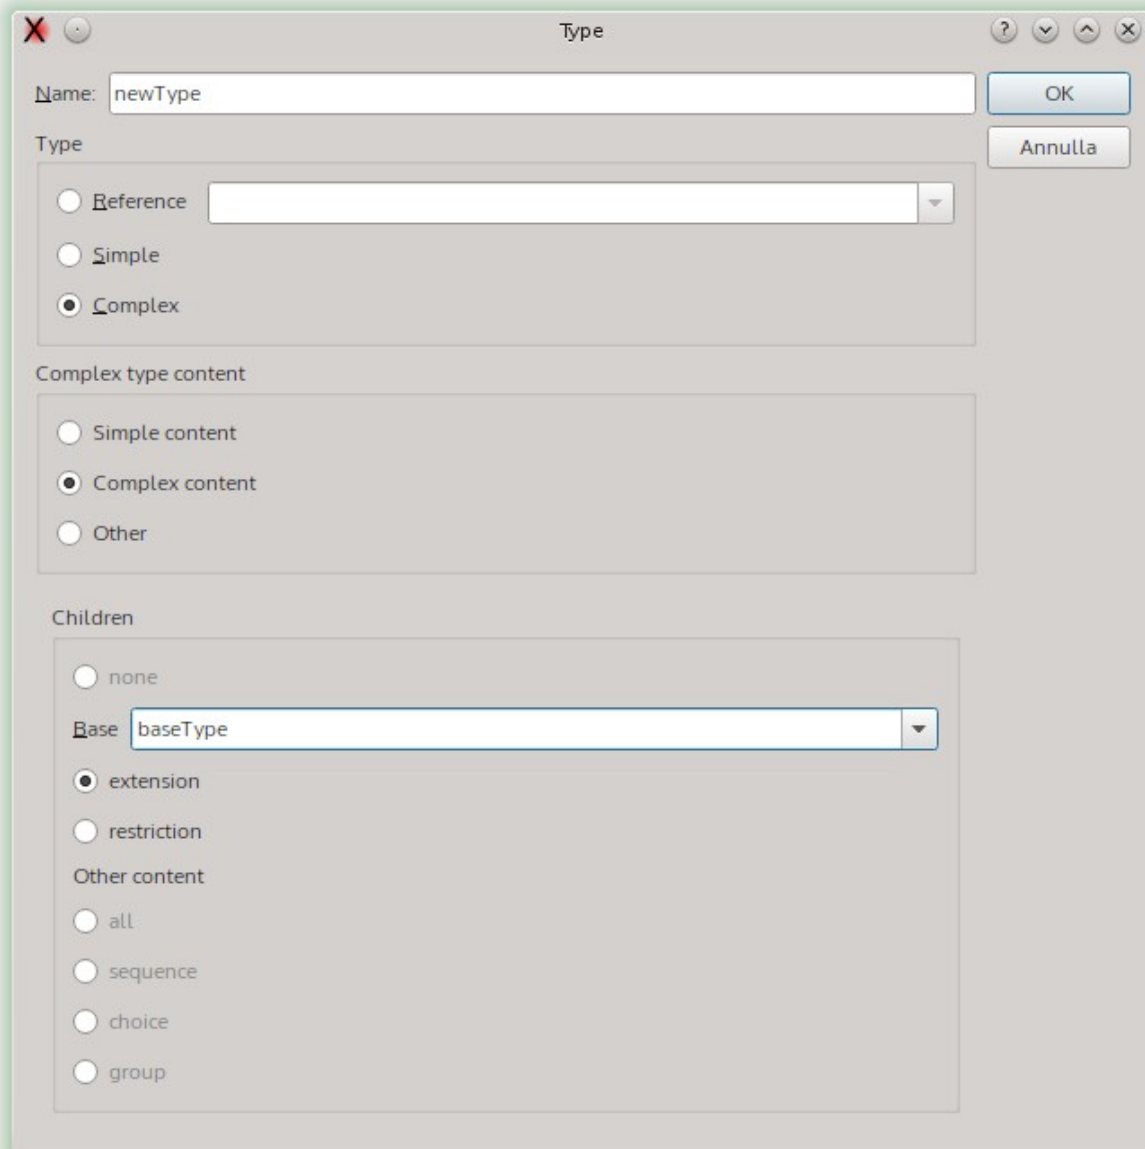 Type
Name: newType
OK
Type
Annulla
Reference
Simple
Complex
Complex type content
Simple content
Complex content
Other
Children
none
Base baseType
extension
restriction
Other content
all
sequence
choice
group